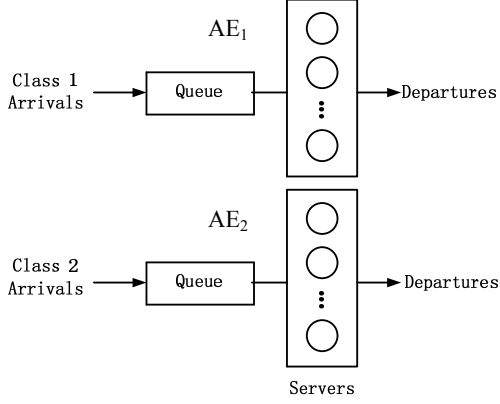 AE1
Class 1
Arrivals
Queue
Departures
AE2
Class 2
Arrivals
Queue
Departures
Servers